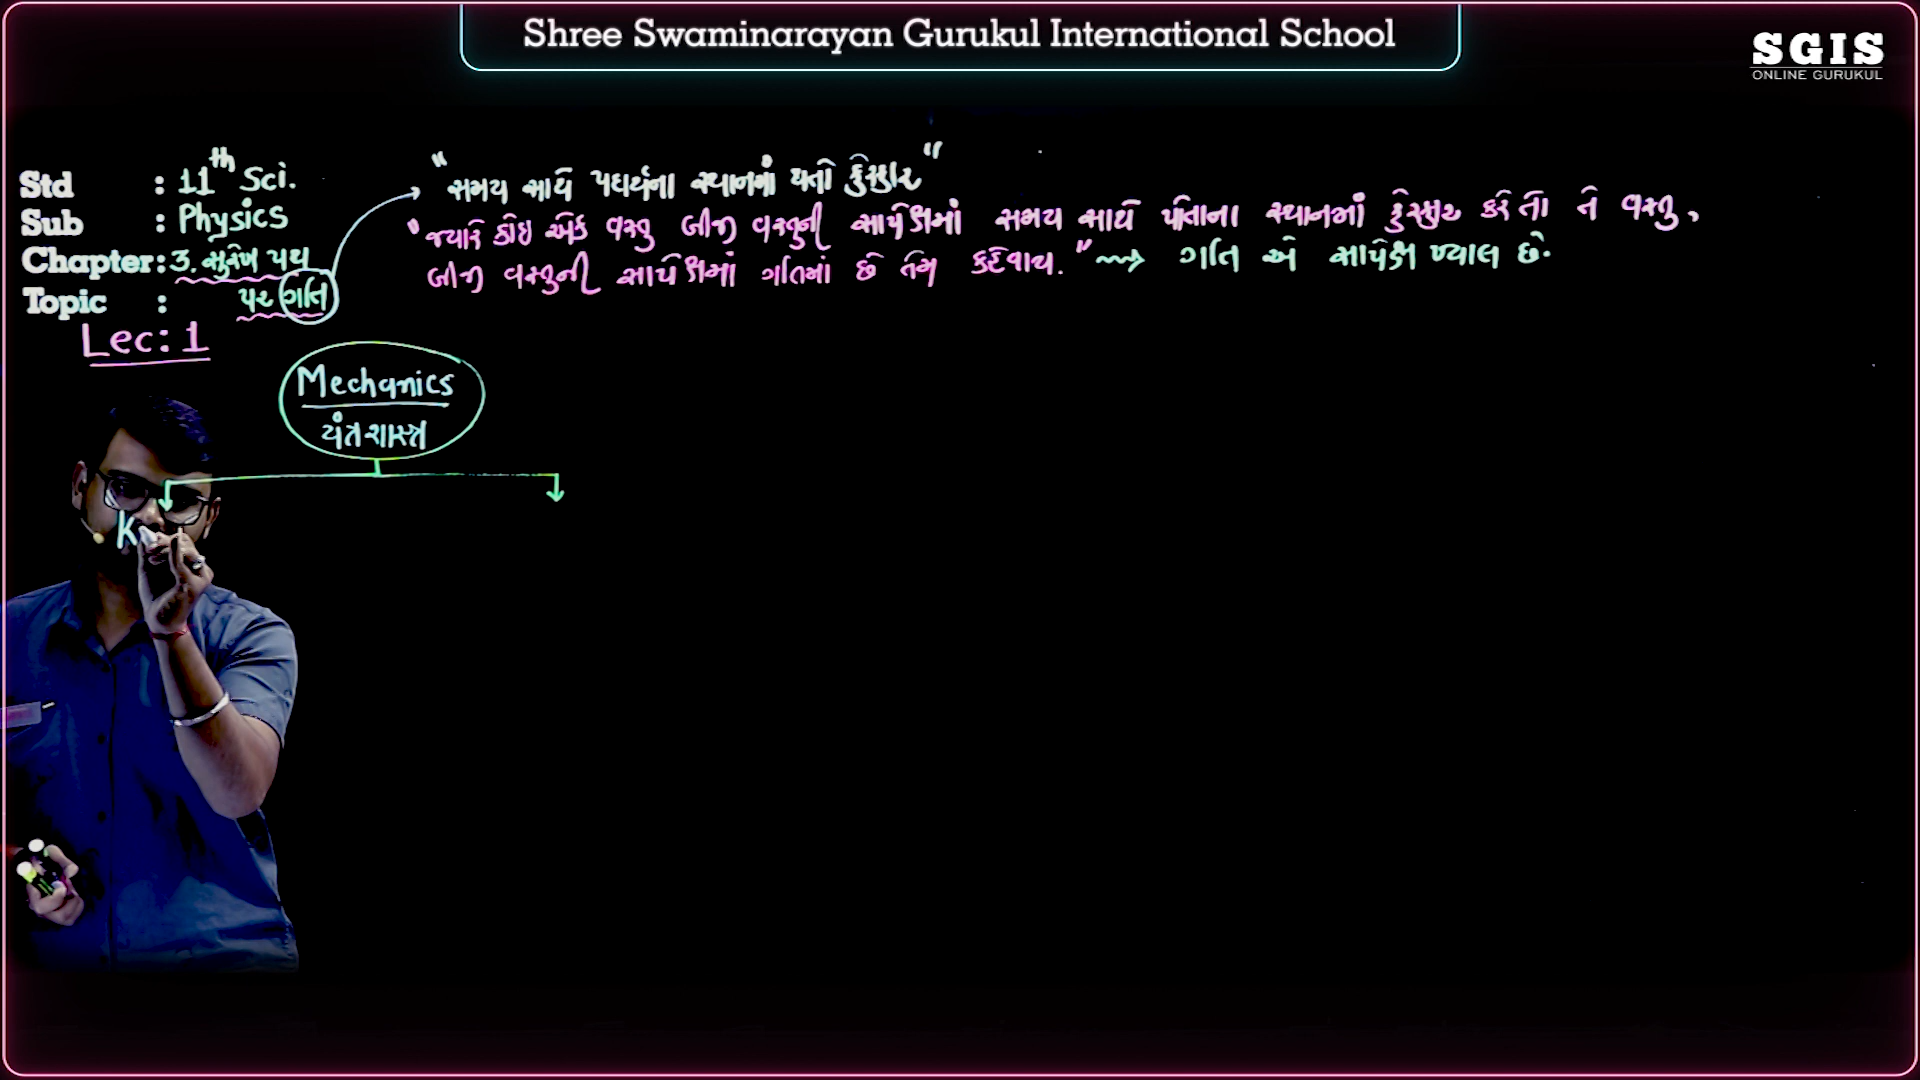 Shree Swaminarayan Gurukul International School
SGIS
ONLINE GURUKUL
Std : 11th Sci.
Sub : Physics
Chapter: 3. સુરેખ પથ
Topic : પર ગતિ
Lec: 1
"સમય સાથે પદાર્થના સ્થાનમાં થતો ફેરફાર"
"જ્યારે કોઇ એક વસ્તુ બીજી વસ્તુની સાપેક્ષમાં સમય સાથે પોતાના સ્થાનમાં ફેરફાર કરે તો તે વસ્તુ,
બીજી વસ્તુની સાપેક્ષમાં ગતિમાં છે તેમ કહેવાય." ⟿ ગતિ એ સાપેક્ષ ખ્યાલ છે.
Mechanics
યંત્રશાસ્ત્ર
K